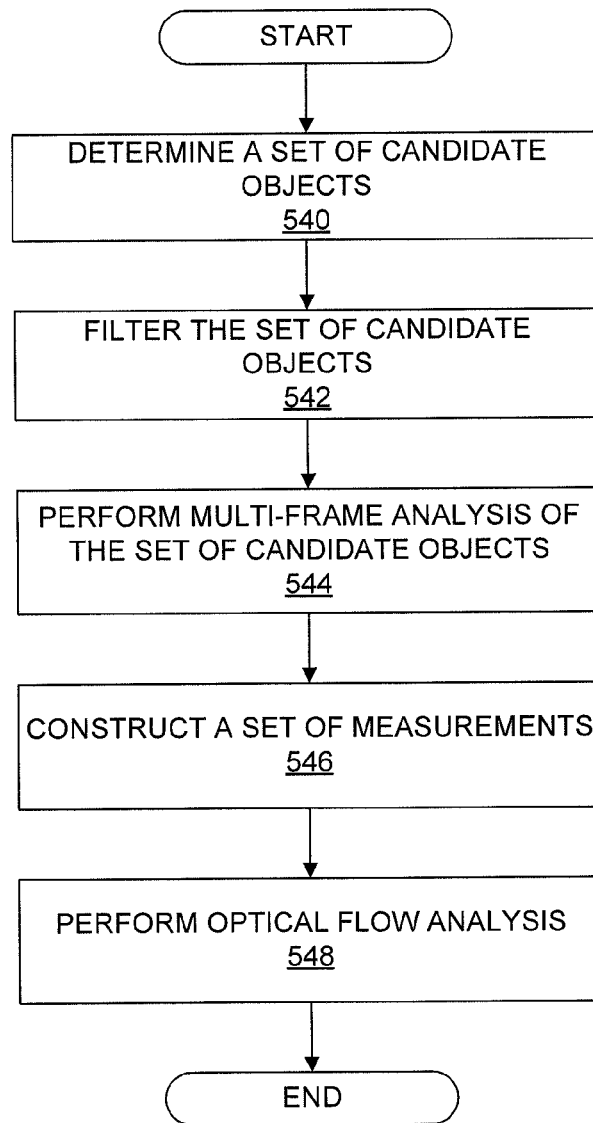 START
DETERMINE A SET OF CANDIDATE
OBJECTS
540
FILTER THE SET OF CANDIDATE
OBJECTS
542
PERFORM MULTI-FRAME ANALYSIS OF
THE SET OF CANDIDATE OBJECTS
544
CONSTRUCT A SET OF MEASUREMENTS
546
PERFORM OPTICAL FLOW ANALYSIS
548
END